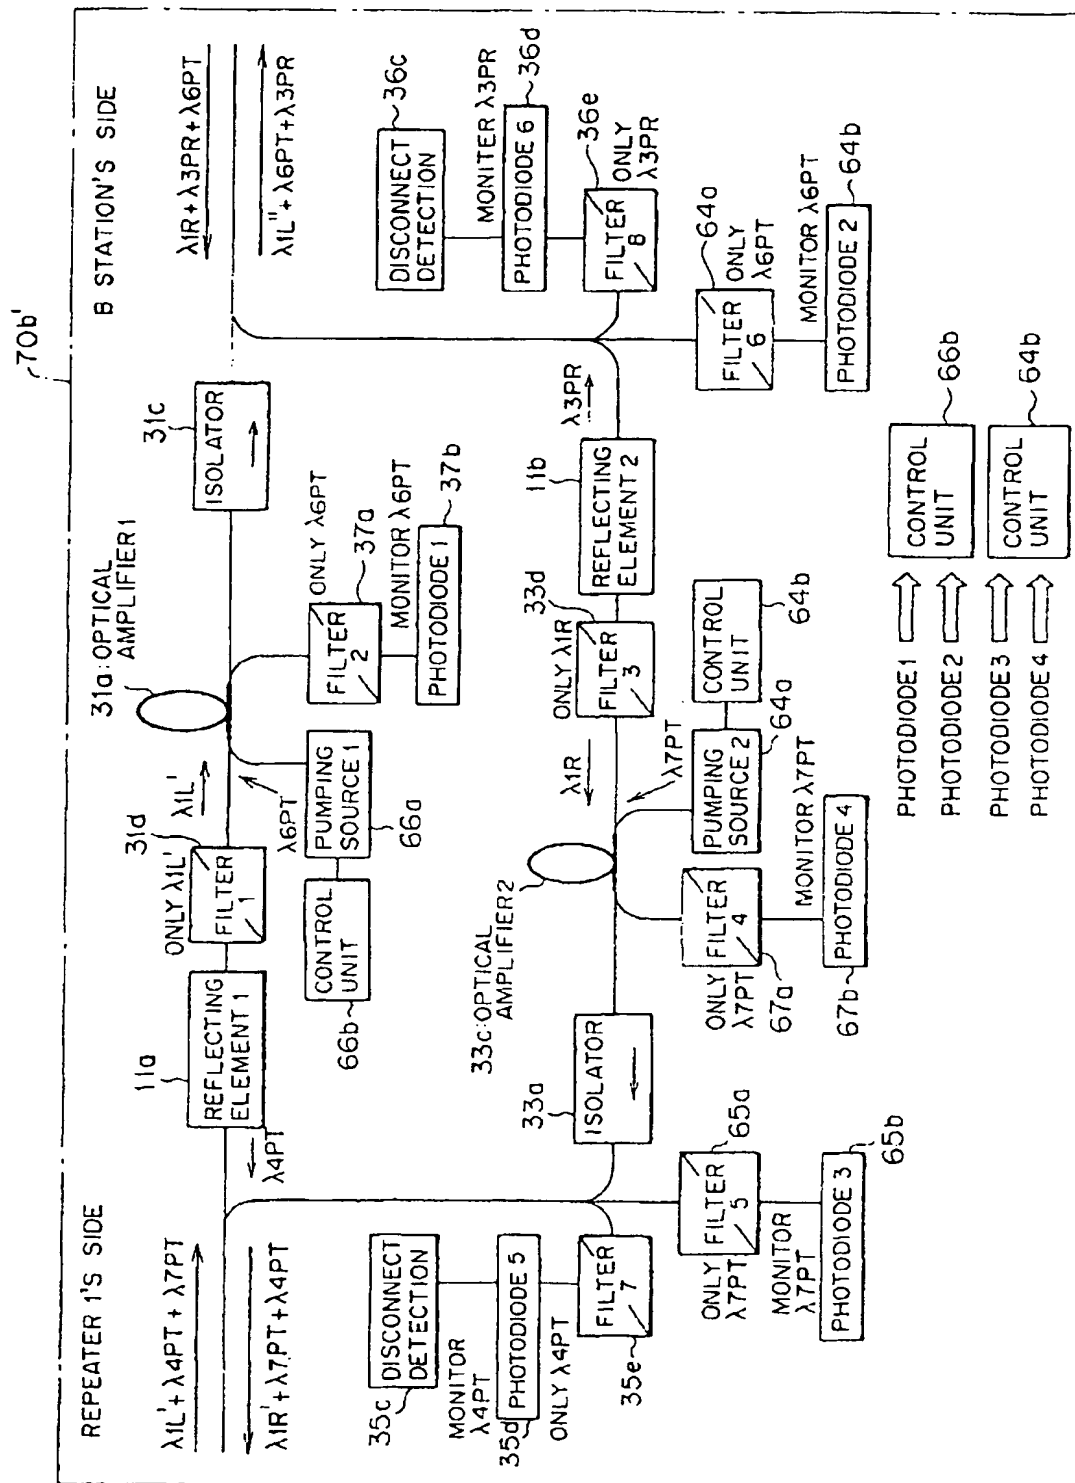 70b'
REPEATER 1'S SIDE
B STATION'S SIDE
λ1L'+ λ4PT + λ7PT
λ1R'+ λ7PT + λ4PT
λ1R + λ3PR + λ6PT
λ1L''+ λ6PT + λ3PR
11a
REFLECTING
ELEMENT 1
λ4PT
ONLY λ1L'
31d
FILTER
1
λ1L'
31a : OPTICAL
AMPLIFIER1
λ6PT
31c
ISOLATOR
CONTROL
UNIT
66b
PUMPING
SOURCE 1
66a
ONLY λ6PT
FILTER
2
37a
MONITOR λ6PT
PHOTODIODE 1
37b
36c
DISCONNECT
DETECTION
MONITER λ3PR
PHOTODIODE 6
36d
36e
FILTER
8
ONLY
λ3PR
64a
FILTER
6
ONLY
λ6PT
MONITOR λ6PT
PHOTODIODE 2
64b
λ3PR
11b
REFLECTING
ELEMENT 2
33d
ONLY λ1R
FILTER
3
λ1R
λ7PT
33c:OPTICAL
AMPLIFIER2
33a
ISOLATOR
CONTROL
UNIT
64b
PUMPING
SOURCE 2
64a
FILTER
4
ONLY
λ7PT
67a
MONITOR λ7PT
PHOTODIODE 4
67b
35c
DISCONNECT
DETECTION
MONITOR
λ4PT
PHOTODIODE 5
35d
ONLY λ4PT
FILTER
7
35e
65a
FILTER
5
ONLY
λ7PT
MONITOR
λ7PT
PHOTODIODE 3
65b
PHOTODIODE1
PHOTODIODE2
PHOTODIODE 3
PHOTODIODE 4
CONTROL
UNIT
66b
CONTROL
UNIT
64b